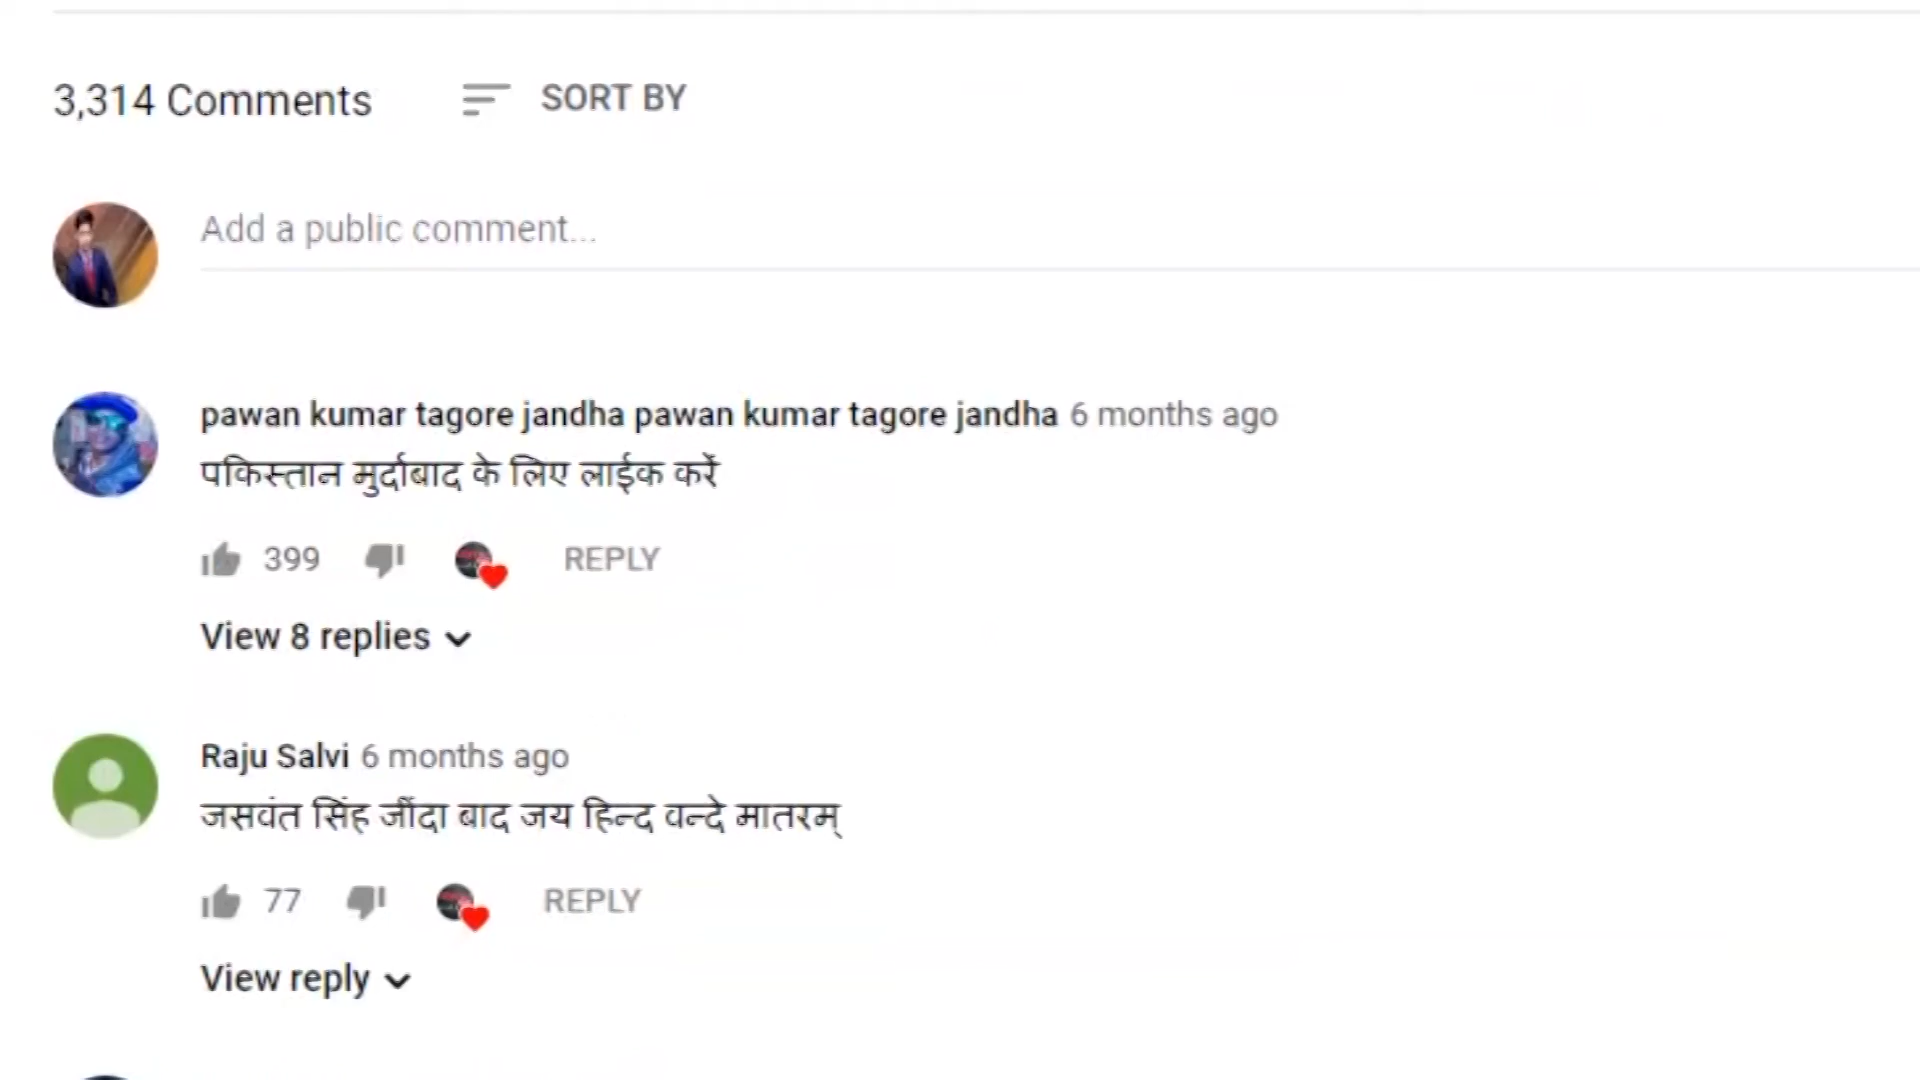 3,314 Comments SORT BY
Add a public comment...
pawan kumar tagore jandha pawan kumar tagore jandha 6 months ago
पकिस्तान मुर्दाबाद के लिए लाईक करें
399 REPLY
View 8 replies
Raju Salvi 6 months ago
जसवंत सिंह जींदा बाद जय हिन्द वन्दे मातरम्
77 REPLY
View reply